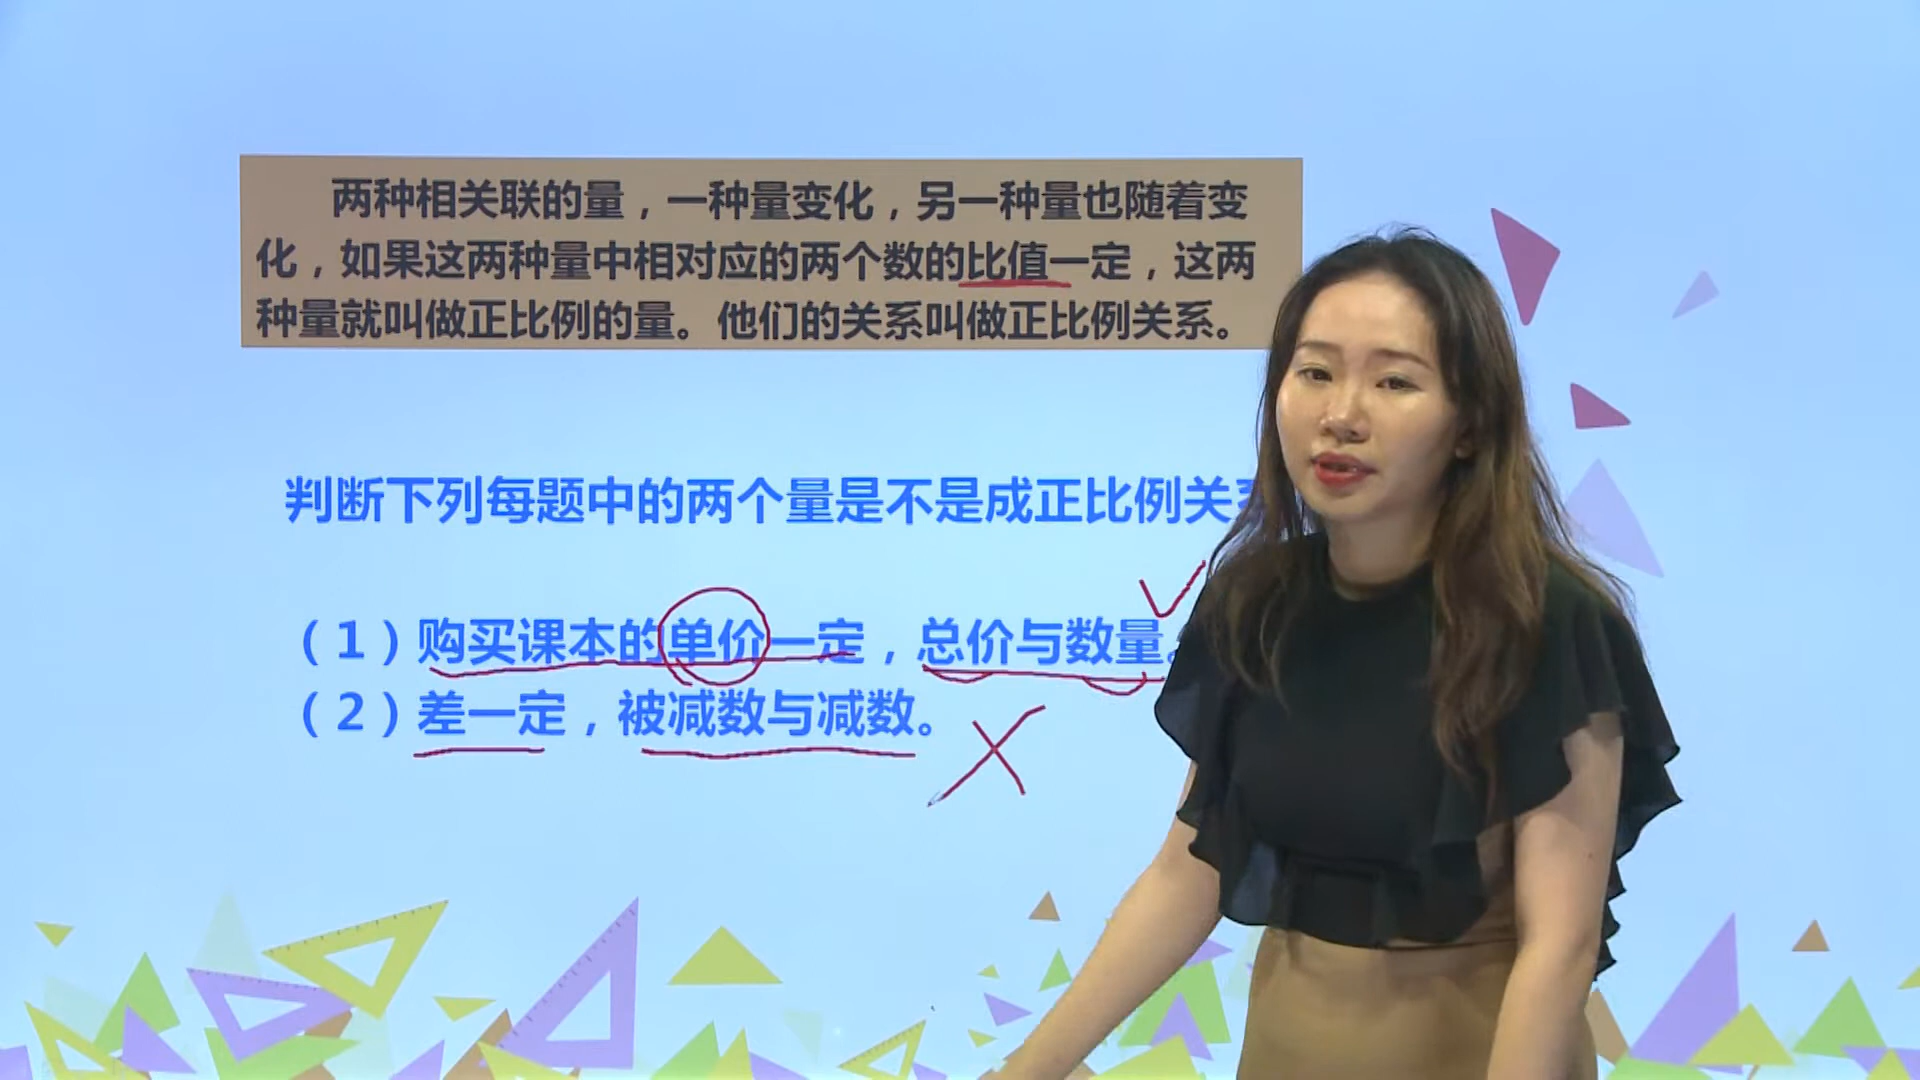 两种相关联的量，一种量变化，另一种量也随着变
化，如果这两种量中相对应的两个数的比值一定，这两
种量就叫做正比例的量。他们的关系叫做正比例关系。
判断下列每题中的两个量是不是成正比例关系
（1）购买课本的单价一定，总价与数量。
（2）差一定，被减数与减数。